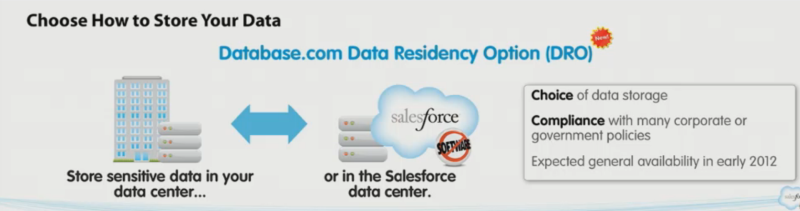 Choose How to Store Your Data
Database.com Data Residency Option (DRO)
New!
salesforce
SOFTWARE
Store sensitive data in your
data center...
or in the Salesforce
data center.
Choice of data storage
Compliance with many corporate or
government policies
Expected general availability in early 2012